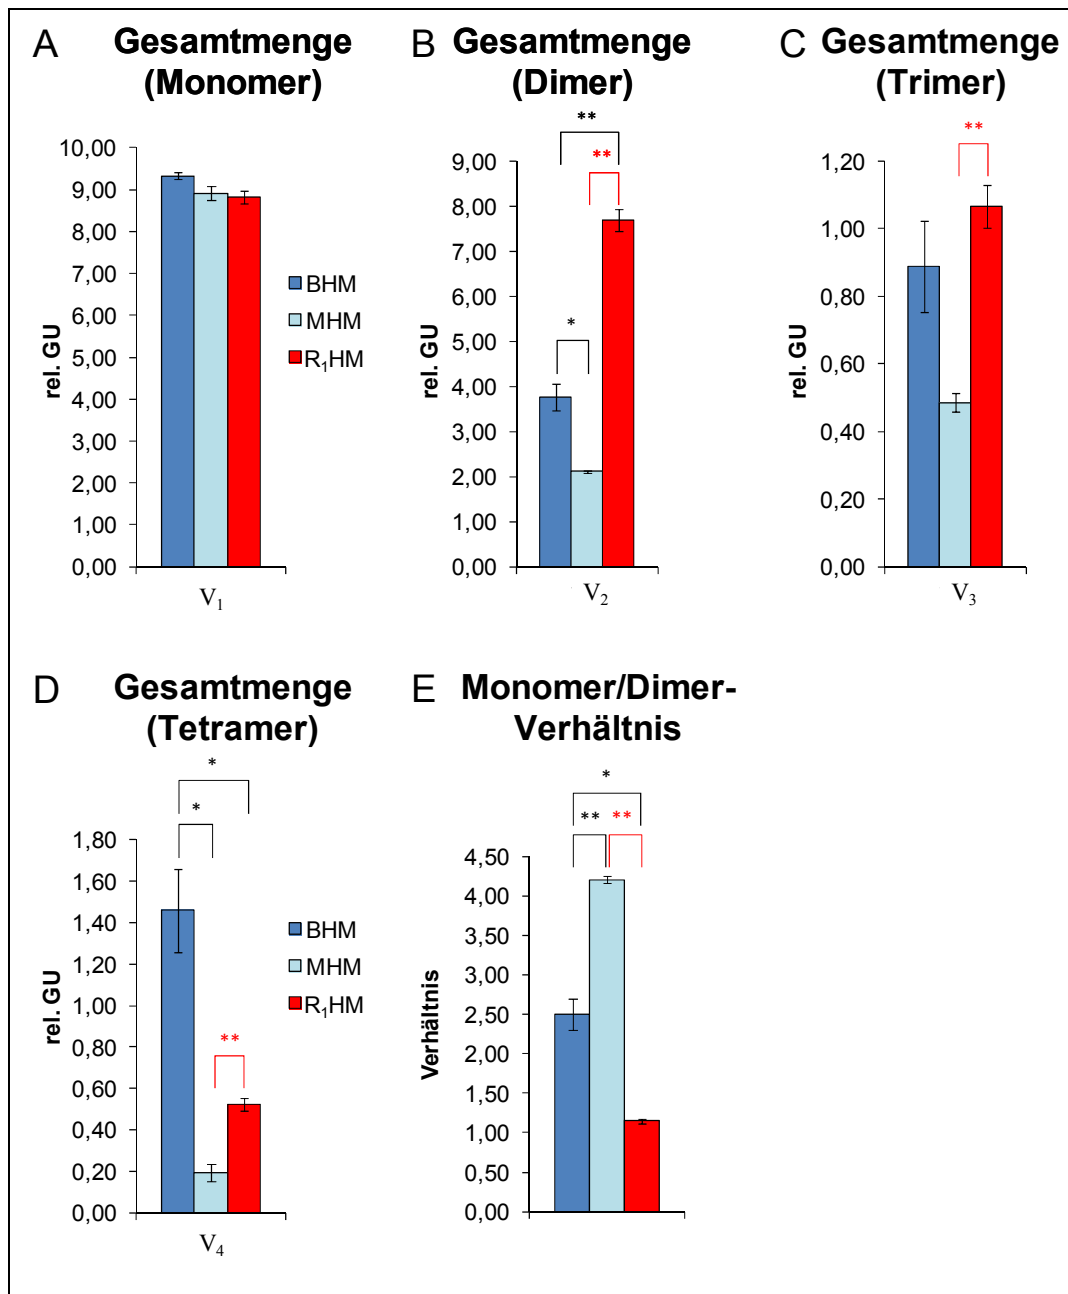 A Gesamtmenge
(Monomer)
10,00
9,00
8,00
7,00
6,00
5,00
4,00
3,00
2,00
1,00
0,00
rel. GU
V1
BHM
MHM
R1HM
B Gesamtmenge
(Dimer)
**
**
*
9,00
8,00
7,00
6,00
5,00
4,00
3,00
2,00
1,00
0,00
rel. GU
V2
C Gesamtmenge
(Trimer)
**
1,20
1,00
0,80
0,60
0,40
0,20
0,00
rel. GU
V3
D Gesamtmenge
(Tetramer)
*
*
**
1,80
1,60
1,40
1,20
1,00
0,80
0,60
0,40
0,20
0,00
rel. GU
V4
BHM
MHM
R1HM
E Monomer/Dimer-
Verhältnis
*
** **
4,50
4,00
3,50
3,00
2,50
2,00
1,50
1,00
0,50
0,00
Verhältnis